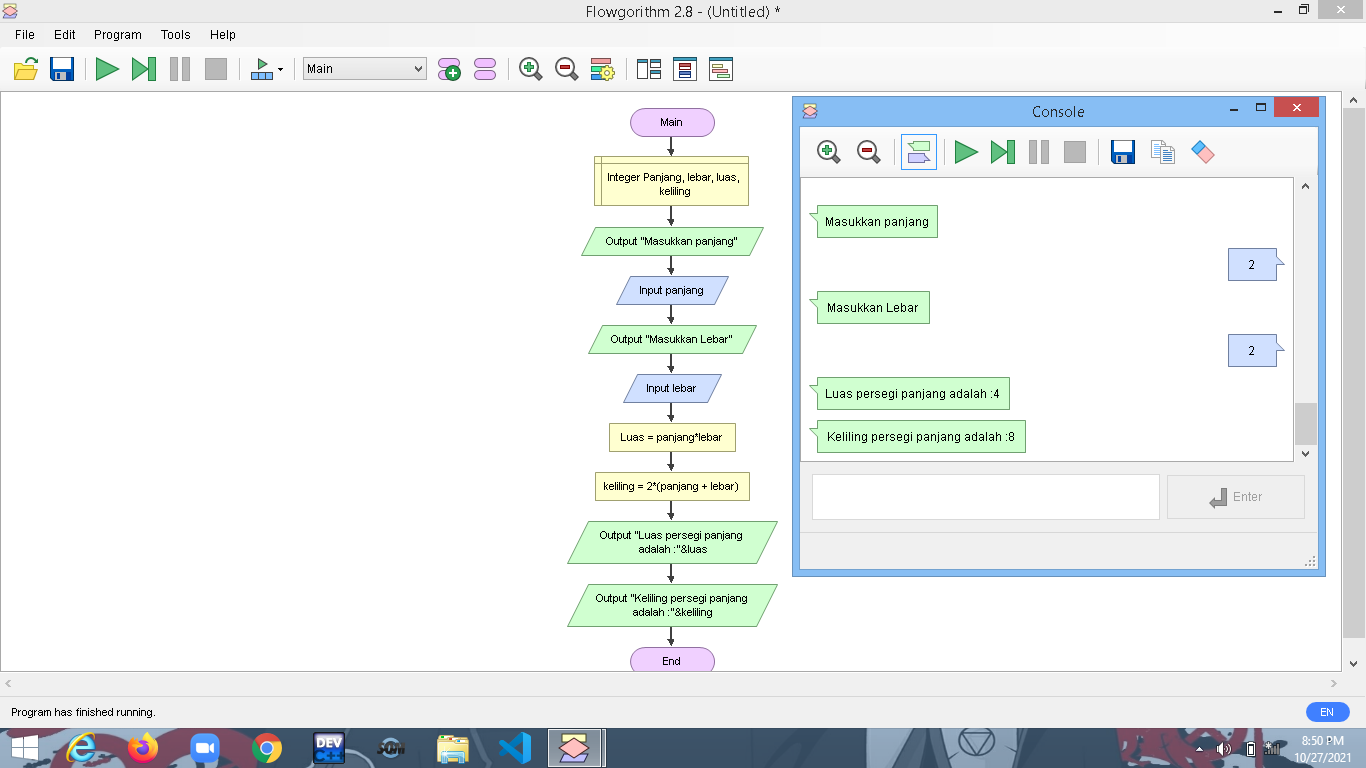 Flowgorithm 2.8 - (Untitled) *
File Edit Program Tools Help
Main
Main
Integer Panjang, lebar, luas,
keliling
Output "Masukkan panjang"
Input panjang
Output "Masukkan Lebar"
Input lebar
Luas = panjang*lebar
keliling = 2*(panjang + lebar)
Output "Luas persegi panjang
adalah :"&luas
Output "Keliling persegi panjang
adalah :"&keliling
End
Console
Masukkan panjang
2
Masukkan Lebar
2
Luas persegi panjang adalah :4
Keliling persegi panjang adalah :8
Enter
Program has finished running.
EN
DEV
C++
8:50 PM
10/27/2021